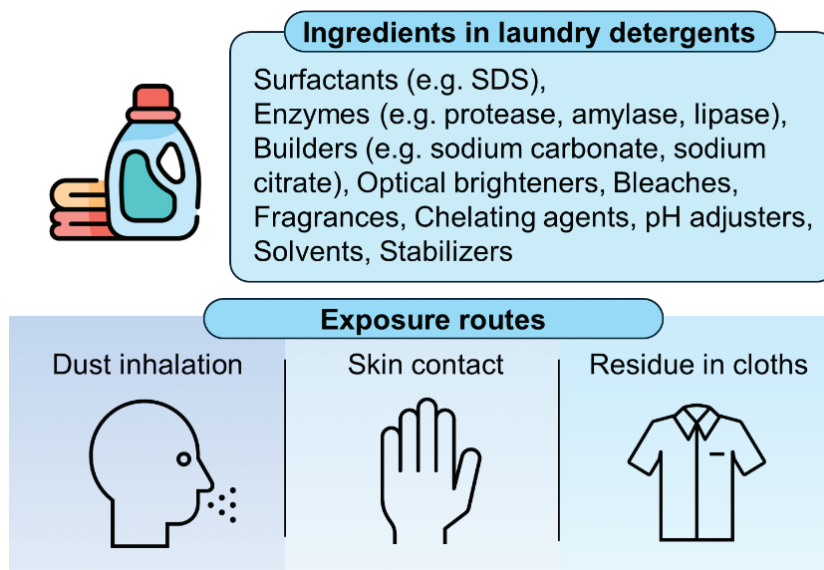 Ingredients in laundry detergents
Surfactants (e.g. SDS),
Enzymes (e.g. protease, amylase, lipase),
Builders (e.g. sodium carbonate, sodium
citrate), Optical brighteners, Bleaches,
Fragrances, Chelating agents, pH adjusters,
Solvents, Stabilizers
Exposure routes
Dust inhalation
Skin contact
Residue in cloths